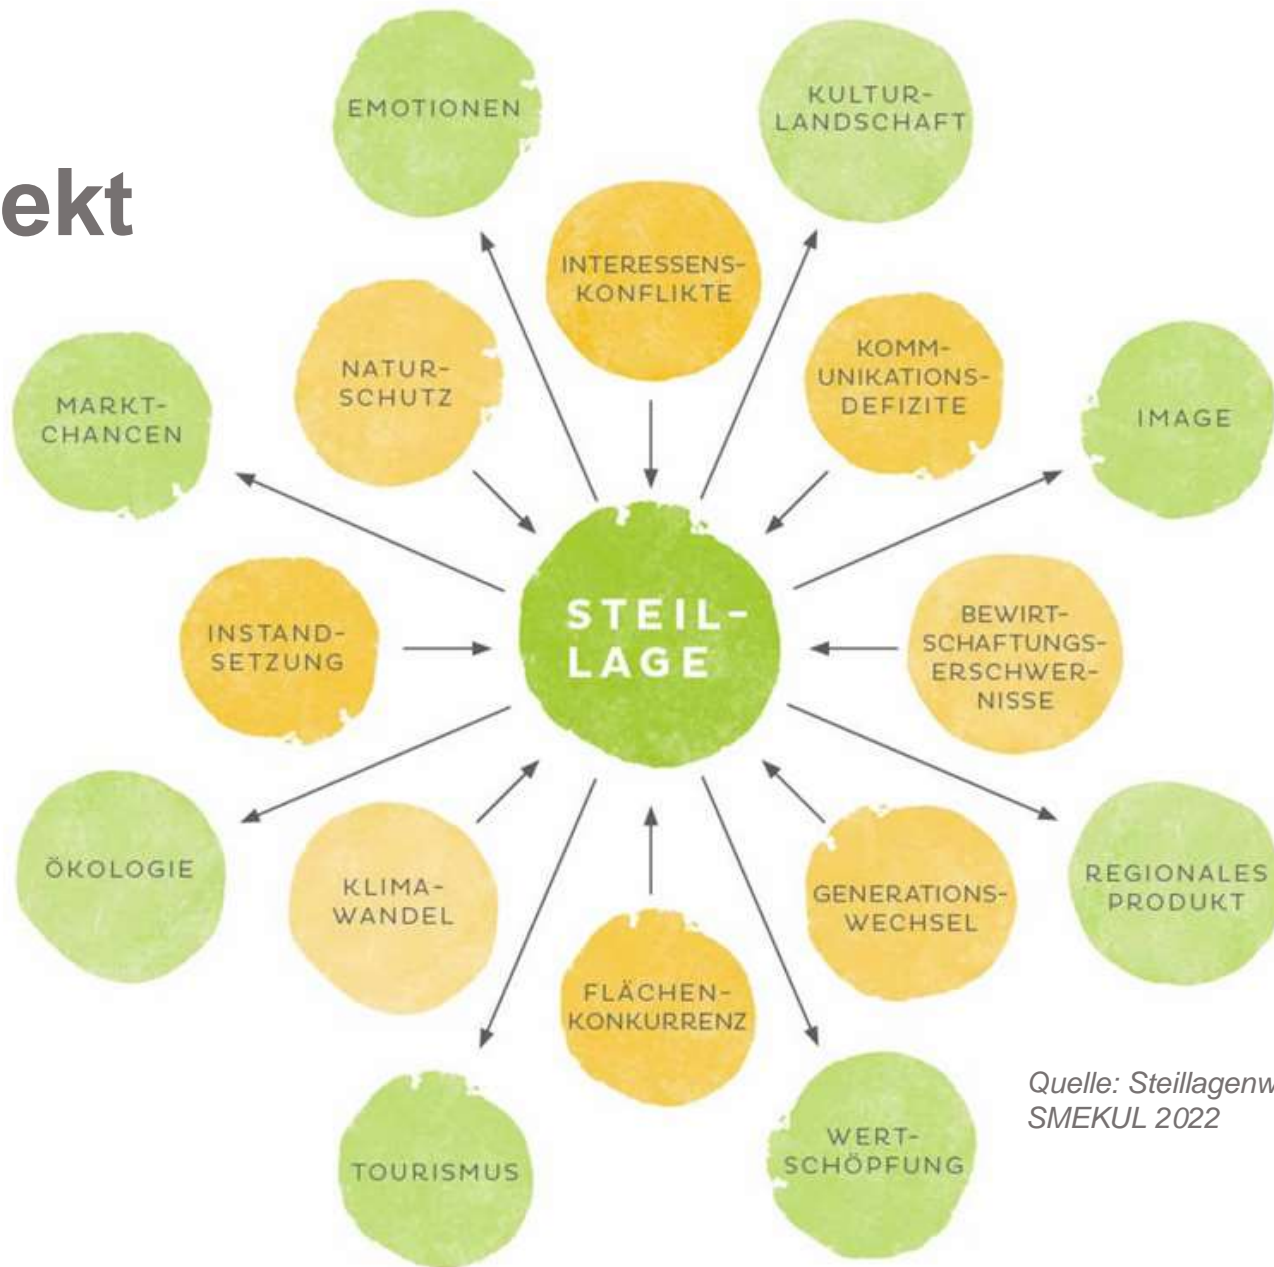 EMOTIONEN
KULTUR-
LANDSCHAFT
ekt
INTERESSENS-
KONFLIKTE
NATUR-
SCHUTZ
KOMM-
UNIKATIONS-
DEFIZITE
MARKT-
CHANCEN
IMAGE
STEIL-
LAGE
INSTAND-
SETZUNG
BEWIRT-
SCHAFTUNGS-
ERSCHWER-
NISSE
ÖKOLOGIE
KLIMA-
WANDEL
GENERATIONS-
WECHSEL
REGIONALES
PRODUKT
FLÄCHEN-
KONKURRENZ
TOURISMUS
WERT-
SCHÖPFUNG
Quelle: Steillagenw
SMEKUL 2022